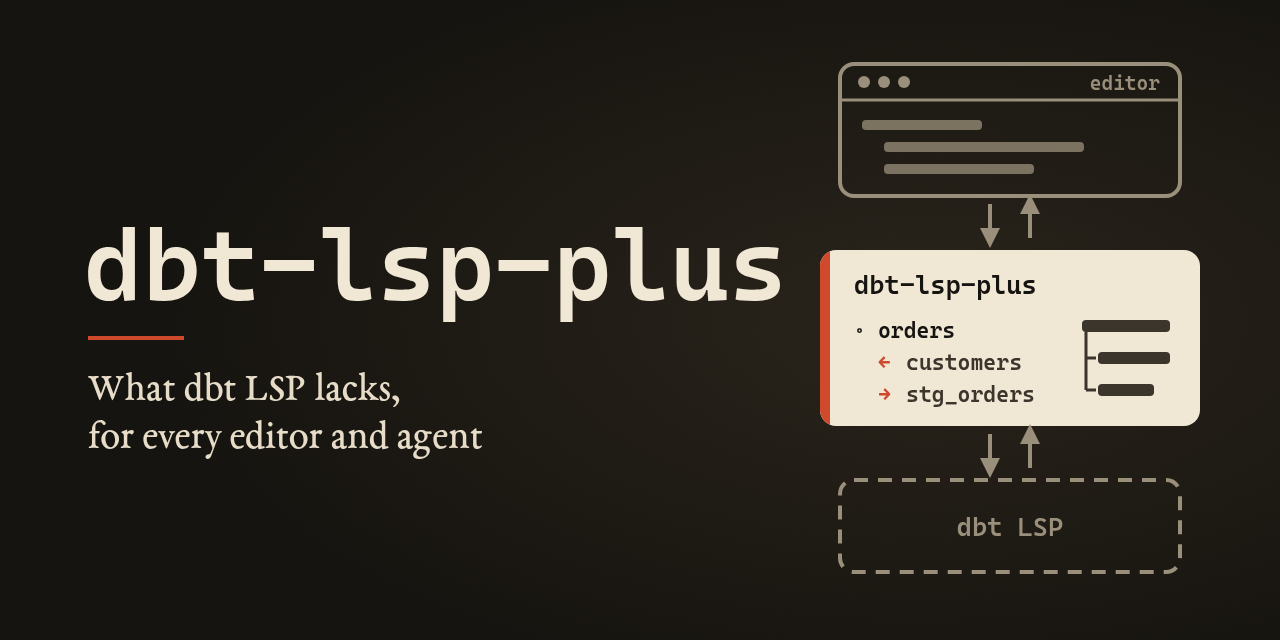 dbt-lsp-plus
What dbt LSP lacks,
for every editor and agent
editor
dbt-lsp-plus
◦ orders
← customers
→ stg_orders
dbt LSP